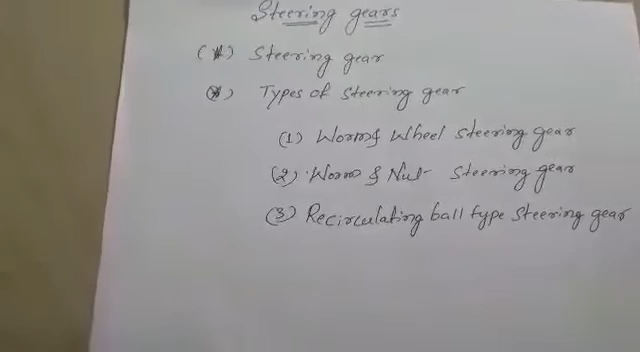 Steering gears
(*) Steering gear
(*) Types of steering gear
(1) Worm & Wheel steering gear
(2) Worm & Nut steering gear
(3) Recirculating ball type steering gear